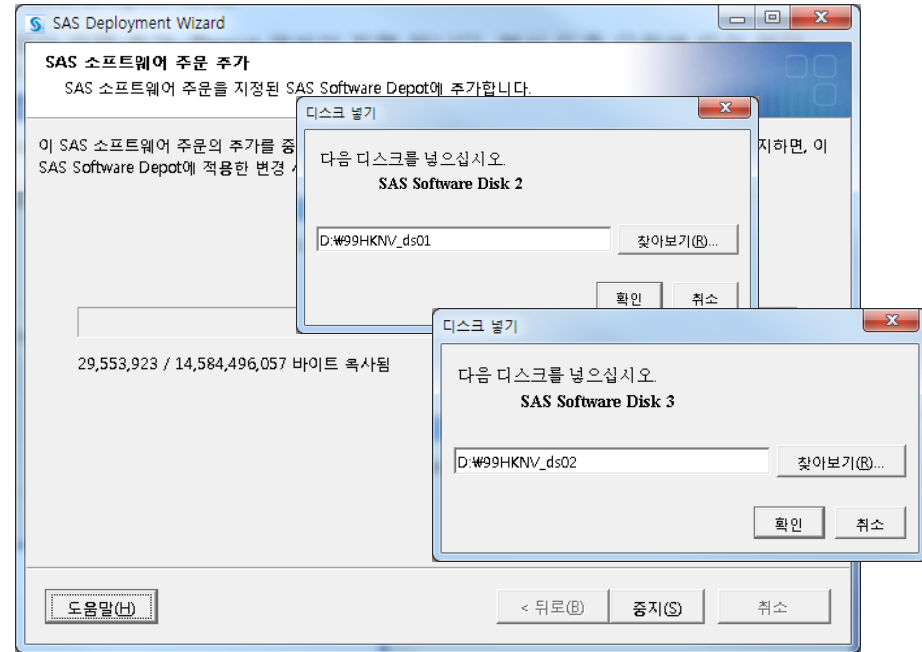 SAS Deployment Wizard
SAS 소프트웨어 주문 추가
SAS 소프트웨어 주문을 지정된 SAS Software Depot에 추가합니다.
이 SAS 소프트웨어 주문의 추가를 중
지하면, 이
SAS Software Depot에 적용한 변경
29,553,923 / 14,584,496,057 바이트 복사됨
디스크 넣기
다음 디스크를 넣으십시오.
SAS Software Disk 2
D:₩99HKNV_ds01
찾아보기(R)...
확인
취소
디스크 넣기
다음 디스크를 넣으십시오.
SAS Software Disk 3
D:₩99HKNV_ds02
찾아보기(R)...
확인
취소
도움말(H)
< 뒤로(B)
중지(S)
취소